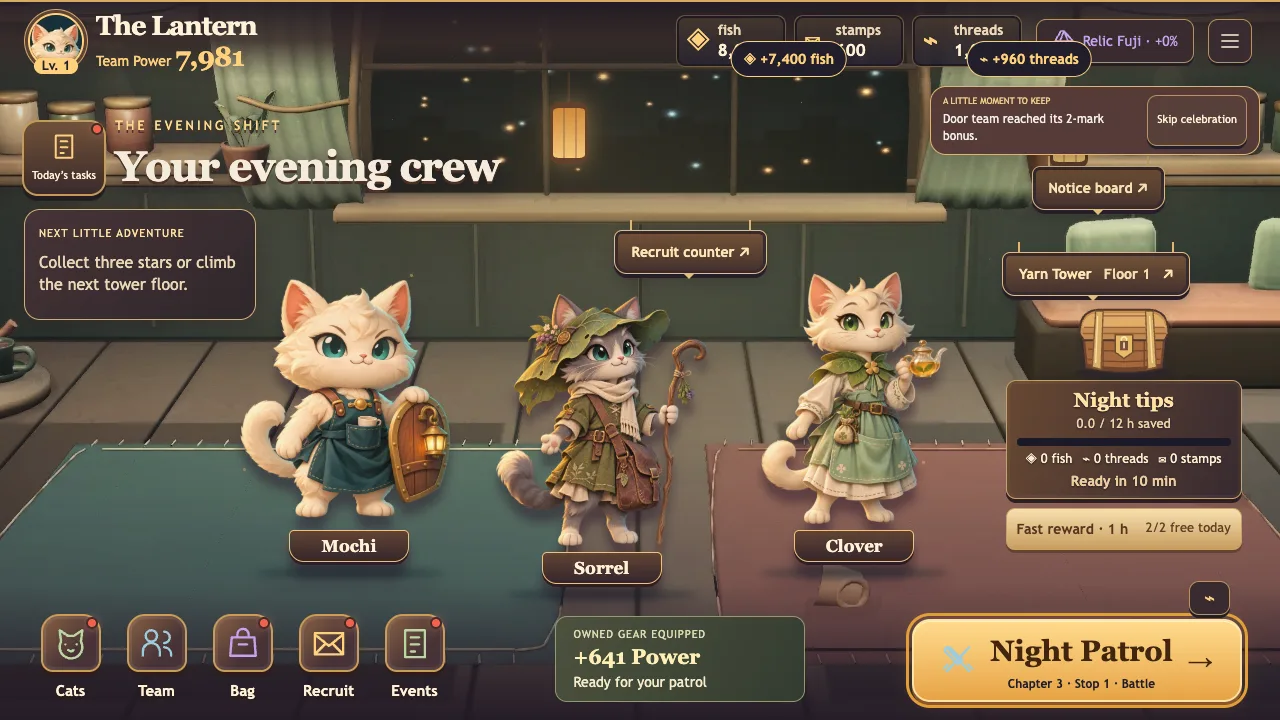 The Lantern
Team Power 7,981
Lv. 1
fish
8,
stamps
00
threads
1,
+7,400 fish
+960 threads
Relic Fuji · +0%
A LITTLE MOMENT TO KEEP
Door team reached its 2-mark
bonus.
Skip celebration
THE EVENING SHIFT
Your evening crew
Today's tasks
NEXT LITTLE ADVENTURE
Collect three stars or climb
the next tower floor.
Notice board ↗
Recruit counter ↗
Yarn Tower Floor 1 ↗
Night tips
0.0 / 12 h saved
0 fish 0 threads 0 stamps
Ready in 10 min
Fast reward · 1 h 2/2 free today
Mochi
Sorrel
Clover
OWNED GEAR EQUIPPED
+641 Power
Ready for your patrol
Night Patrol →
Chapter 3 · Stop 1 · Battle
Cats
Team
Bag
Recruit
Events